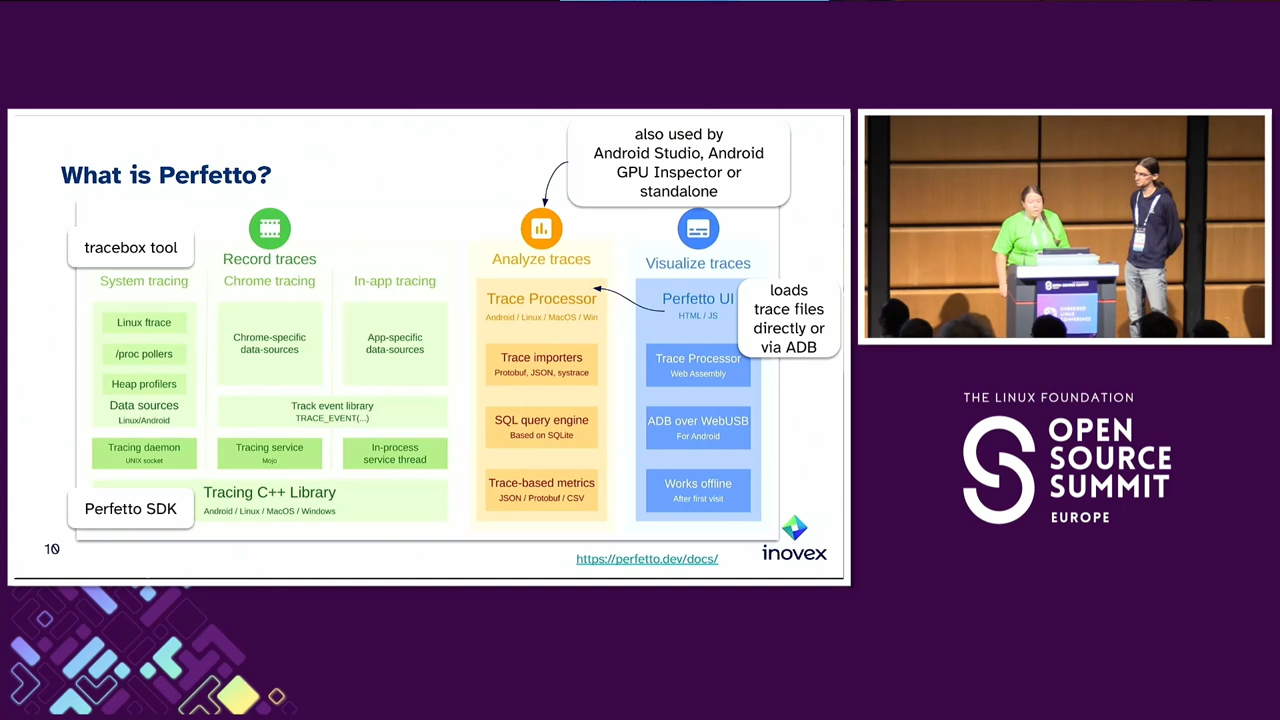 What is Perfetto?
also used by
Android Studio, Android
GPU Inspector or
standalone
tracebox tool
Record traces
System tracing
Chrome tracing
In-app tracing
Linux ftrace
/proc pollers
Heap profilers
Data sources
Linux/Android
Chrome-specific
data-sources
App-specific
data-sources
Track event library
TRACE_EVENT(...)
Tracing daemon
UNIX socket
Tracing service
Mojo
In-process
service thread
Perfetto SDK
Tracing C++ Library
Android / Linux / MacOS / Windows
Analyze traces
Trace Processor
Android / Linux / MacOS / Win
Trace importers
Protobuf, JSON, systrace
SQL query engine
Based on SQLite
Trace-based metrics
JSON / Protobuf / CSV
Visualize traces
Perfetto UI
HTML / JS
loads
trace files
directly or
via ADB
Trace Processor
Web Assembly
ADB over WebUSB
For Android
Works offline
After first visit
10
https://perfetto.dev/docs/
inovex
OPEN SOURCE SUMMIT
THE LINUX FOUNDATION
OPEN
SOURCE
SUMMIT
EUROPE